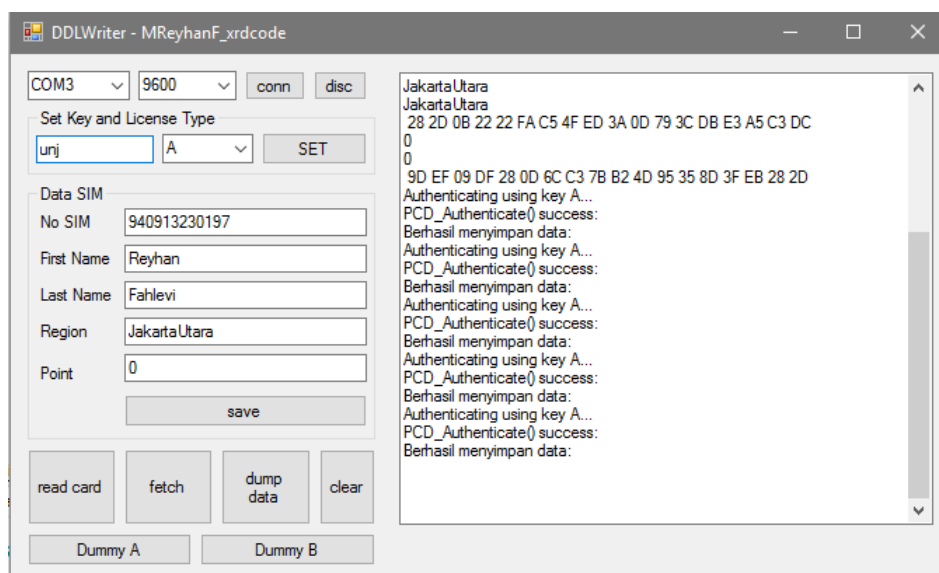 DDLWriter - MReyhanF_xrdcode
COM3 9600 conn disc
Set Key and License Type
unj A SET
Data SIM
No SIM 940913230197
First Name Reyhan
Last Name Fahlevi
Region JakartaUtara
Point 0
save
read card fetch dump data clear
Dummy A Dummy B
JakartaUtara
JakartaUtara
28 2D 0B 22 22 FA C5 4F ED 3A 0D 79 3C DB E3 A5 C3 DC
0
0
9D EF 09 DF 28 0D 6C C3 7B B2 4D 95 35 8D 3F EB 28 2D
Authenticating using key A...
PCD_Authenticate() success:
Berhasil menyimpan data:
Authenticating using key A...
PCD_Authenticate() success:
Berhasil menyimpan data:
Authenticating using key A...
PCD_Authenticate() success:
Berhasil menyimpan data:
Authenticating using key A...
PCD_Authenticate() success:
Berhasil menyimpan data:
Authenticating using key A...
PCD_Authenticate() success:
Berhasil menyimpan data: